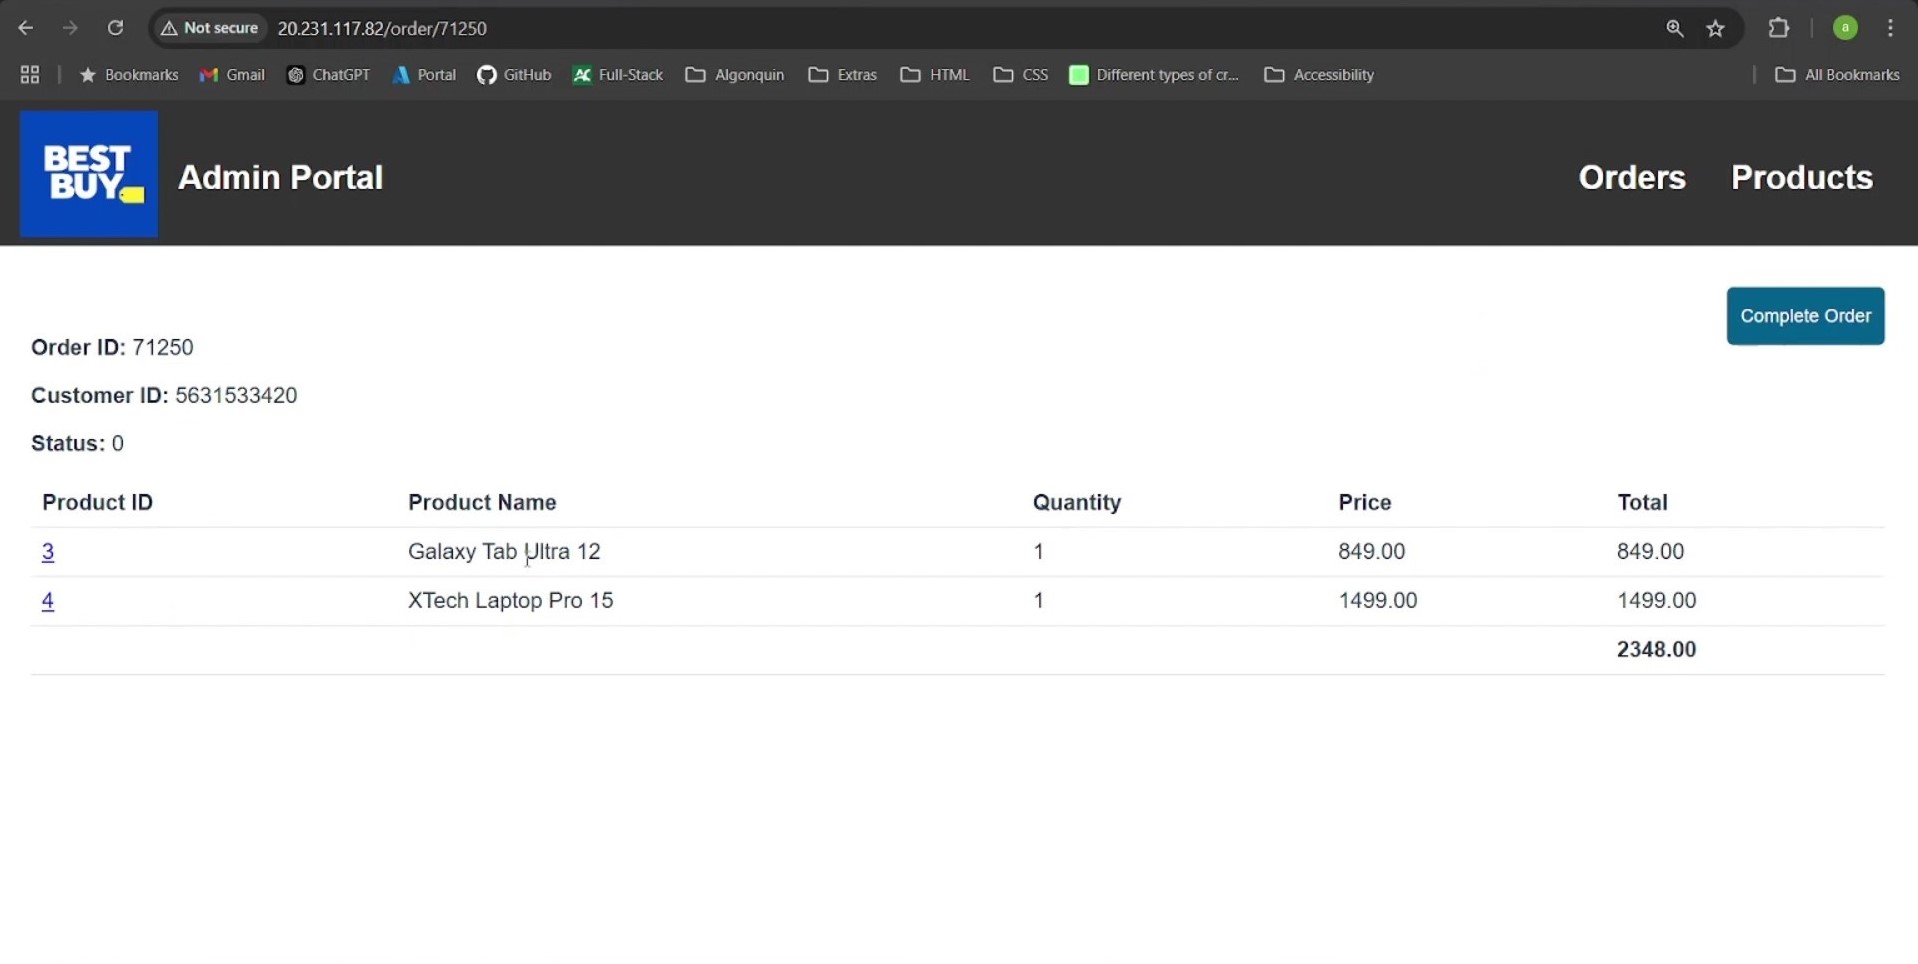 Not secure 20.231.117.82/order/71250 a
Bookmarks Gmail ChatGPT Portal GitHub AC Full-Stack Algonquin Extras HTML CSS Different types of cr... Accessibility All Bookmarks
BEST
BUY
Admin Portal Orders Products
Complete Order
Order ID: 71250
Customer ID: 5631533420
Status: 0
Product ID Product Name Quantity Price Total
3 Galaxy Tab Ultra 12 1 849.00 849.00
4 XTech Laptop Pro 15 1 1499.00 1499.00
2348.00